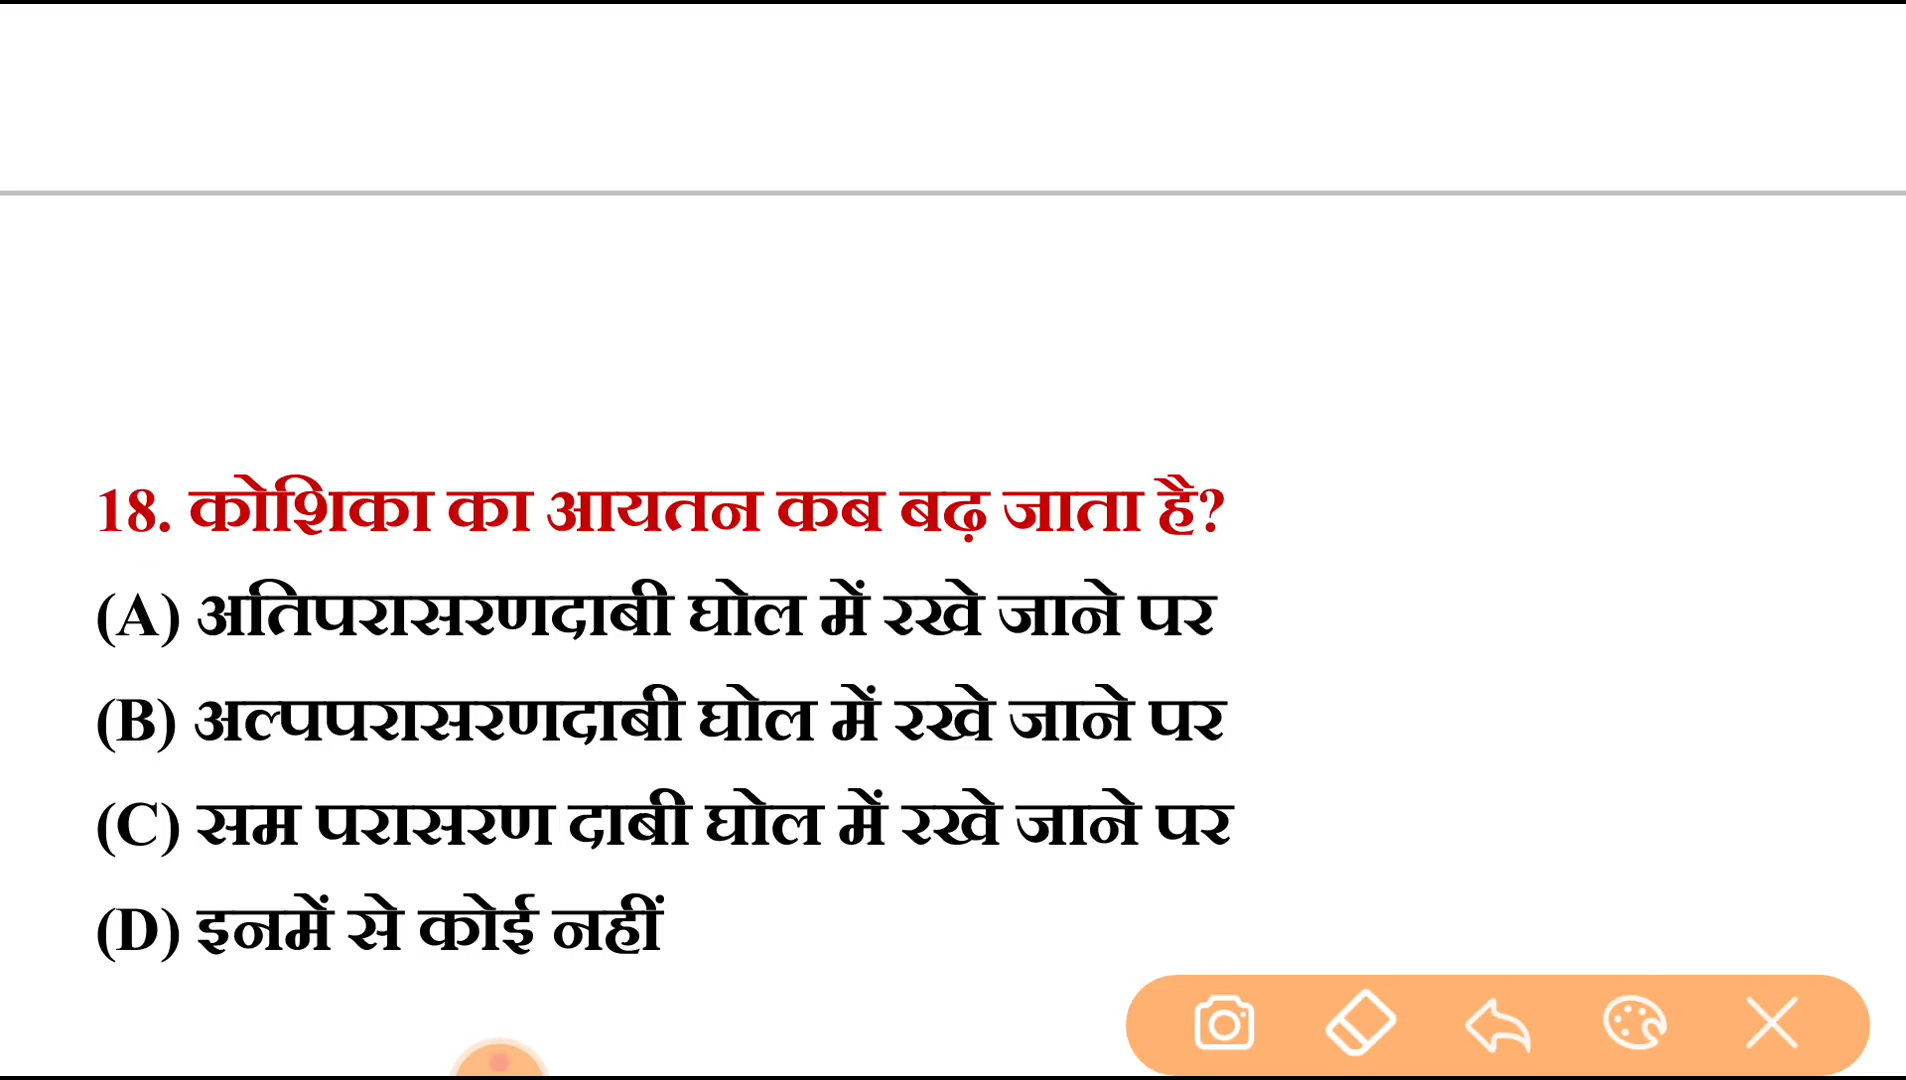 18. कोशिका का आयतन कब बढ़ जाता है?
(A) अतिपरासरणदाबी घोल में रखे जाने पर
(B) अल्पपरासरणदाबी घोल में रखे जाने पर
(C) सम परासरण दाबी घोल में रखे जाने पर
(D) इनमें से कोई नहीं